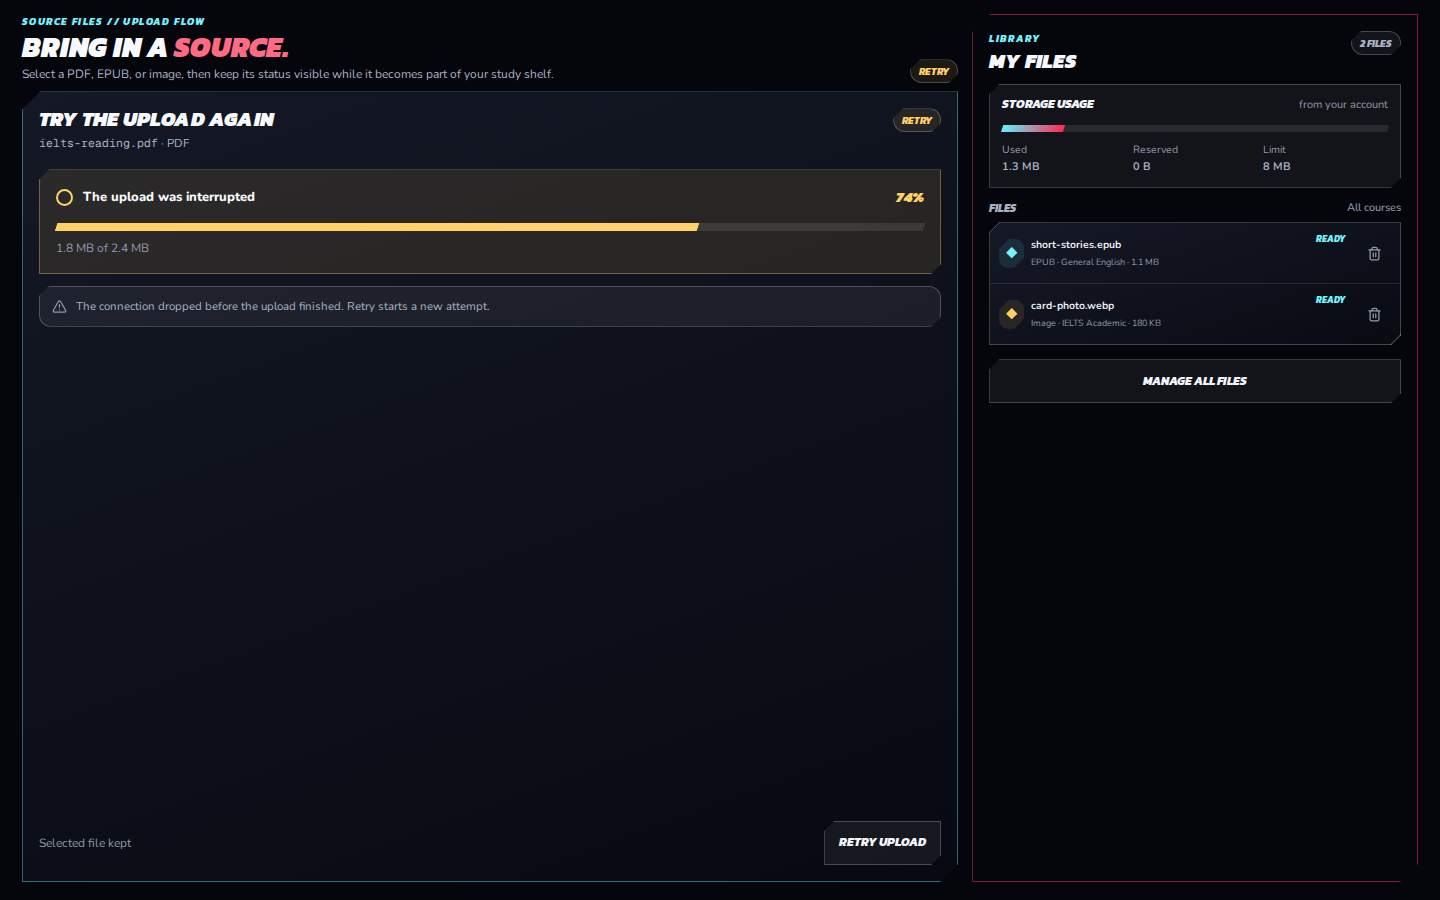 SOURCE FILES // UPLOAD FLOW
BRING IN A SOURCE.
Select a PDF, EPUB, or image, then keep its status visible while it becomes part of your study shelf.
RETRY
TRY THE UPLOAD AGAIN
RETRY
ielts-reading.pdf · PDF
The upload was interrupted
74%
1.8 MB of 2.4 MB
The connection dropped before the upload finished. Retry starts a new attempt.
Selected file kept
RETRY UPLOAD
LIBRARY
MY FILES
2 FILES
STORAGE USAGE
from your account
Used
Reserved
Limit
1.3 MB
0 B
8 MB
FILES
All courses
short-stories.epub
READY
EPUB · General English · 1.1 MB
card-photo.webp
READY
Image · IELTS Academic · 180 KB
MANAGE ALL FILES